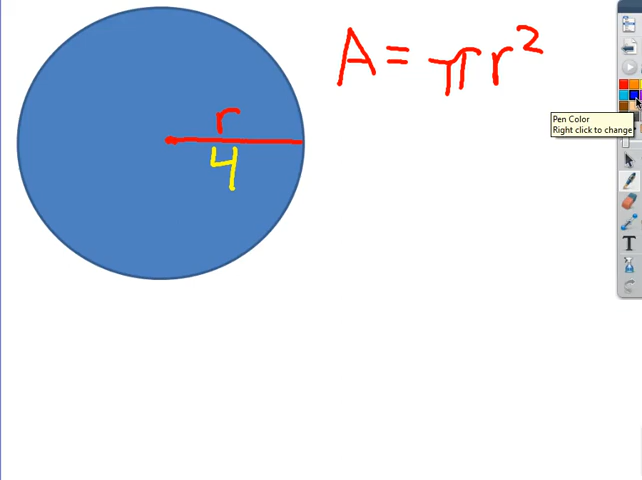 A = πr²
r
4
Pen Color
Right click to change
T